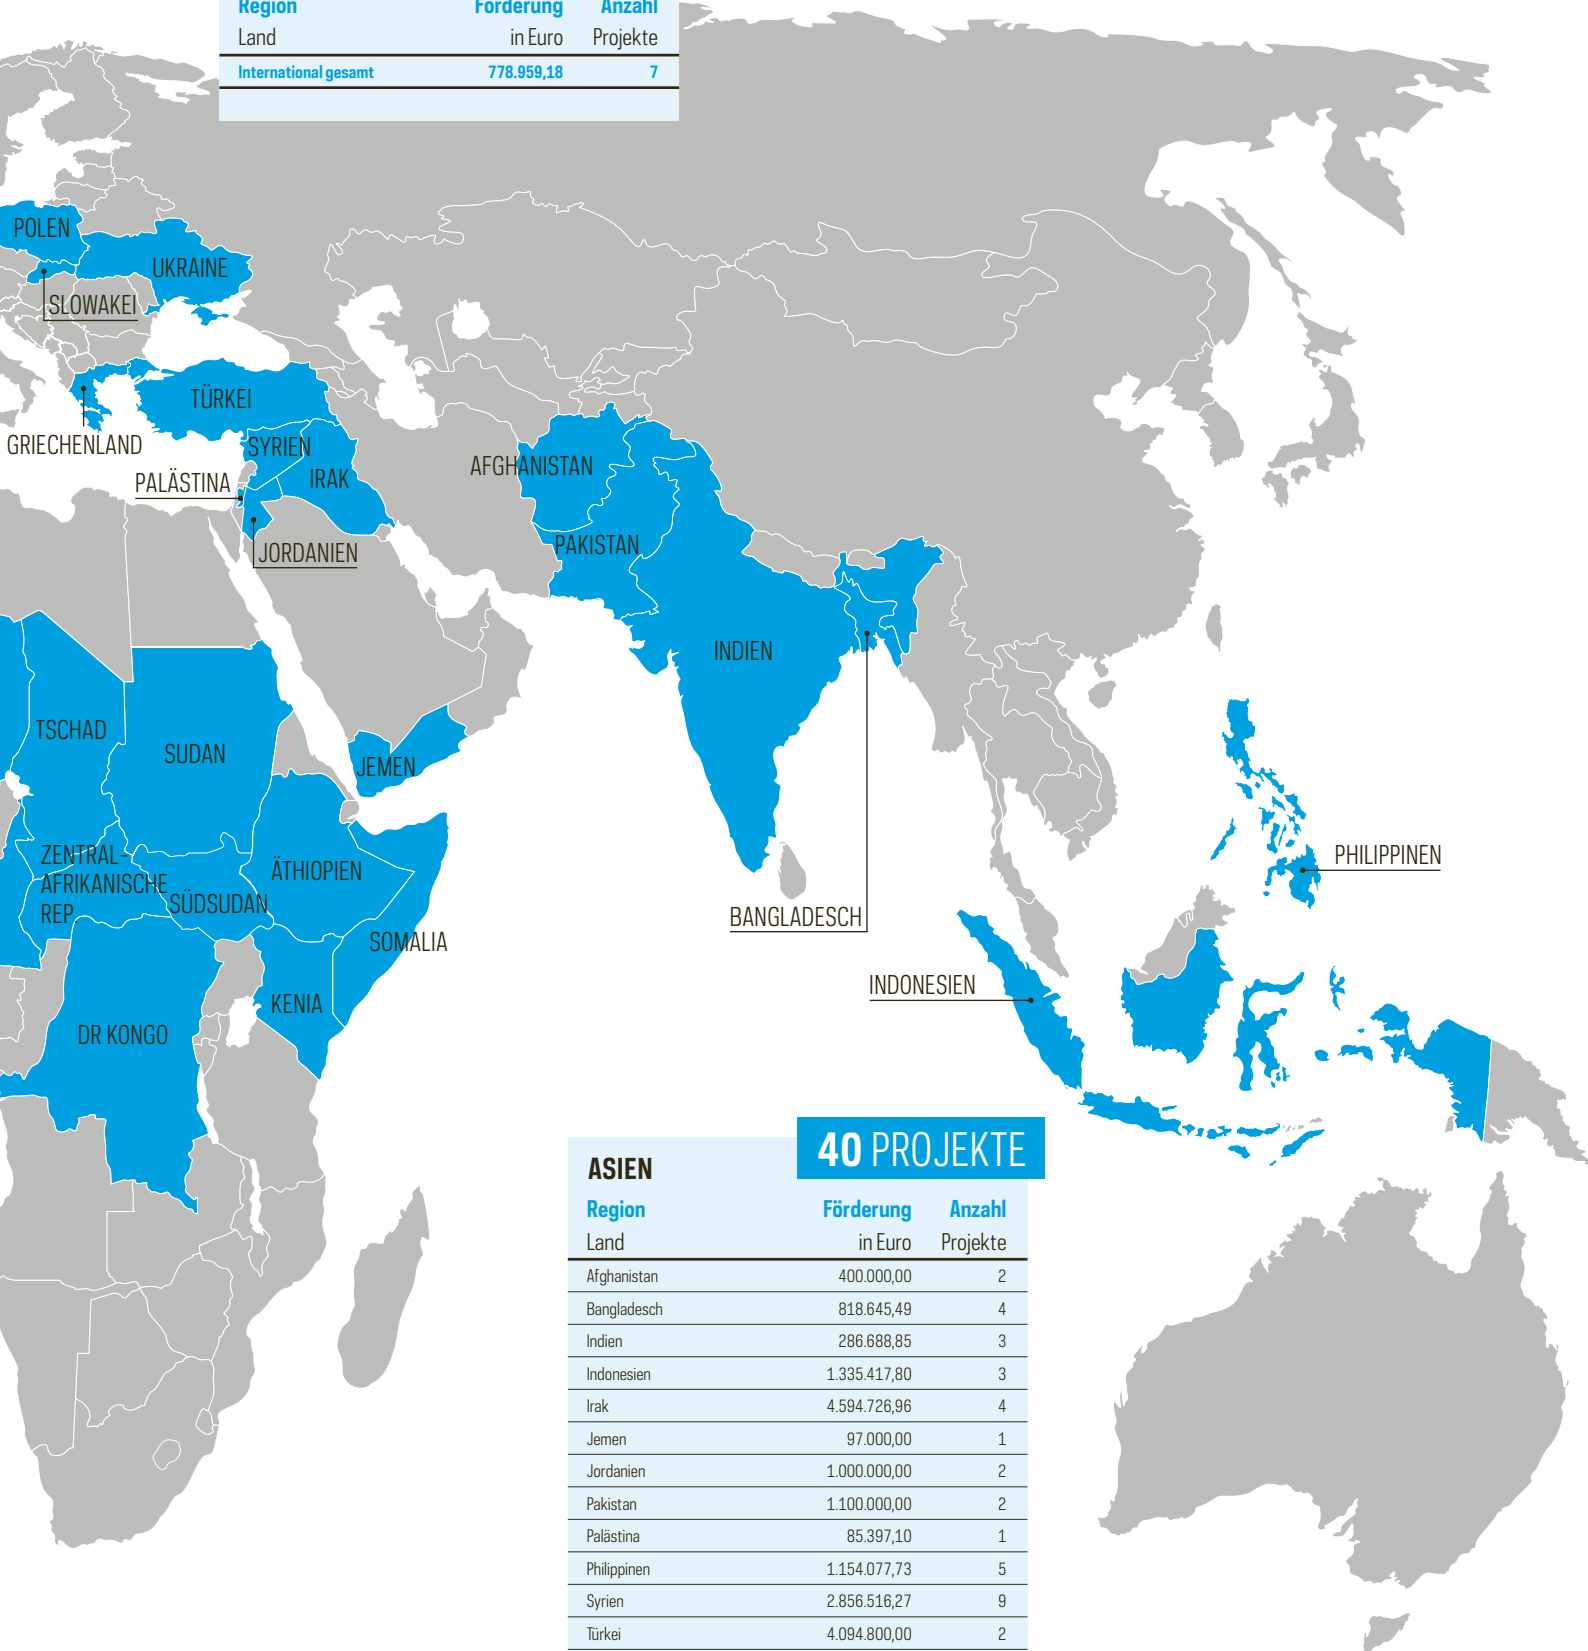 Region Förderung Anzahl
Land in Euro Projekte
International gesamt 778.959,18 7
POLEN
UKRAINE
SLOWAKEI
TÜRKEI
GRIECHENLAND
SYRIEN
AFGHANISTAN
IRAK
PALÄSTINA
PAKISTAN
JORDANIEN
INDIEN
TSCHAD
SUDAN
JEMEN
ZENTRAL-
AFRIKANISCHE
REP.
ÄTHIOPIEN
PHILIPPINEN
SÜDSUDAN
BANGLADESCH
SOMALIA
INDONESIEN
KENIA
DR KONGO
40 PROJEKTE
ASIEN
Region Förderung Anzahl
Land in Euro Projekte
Afghanistan 400.000,00 2
Bangladesch 818.645,49 4
Indien 286.688,85 3
Indonesien 1.335.417,80 3
Irak 4.594.726,96 4
Jemen 97.000,00 1
Jordanien 1.000.000,00 2
Pakistan 1.100.000,00 2
Palästina 85.397,10 1
Philippinen 1.154.077,73 5
Syrien 2.856.516,27 9
Türkei 4.094.800,00 2